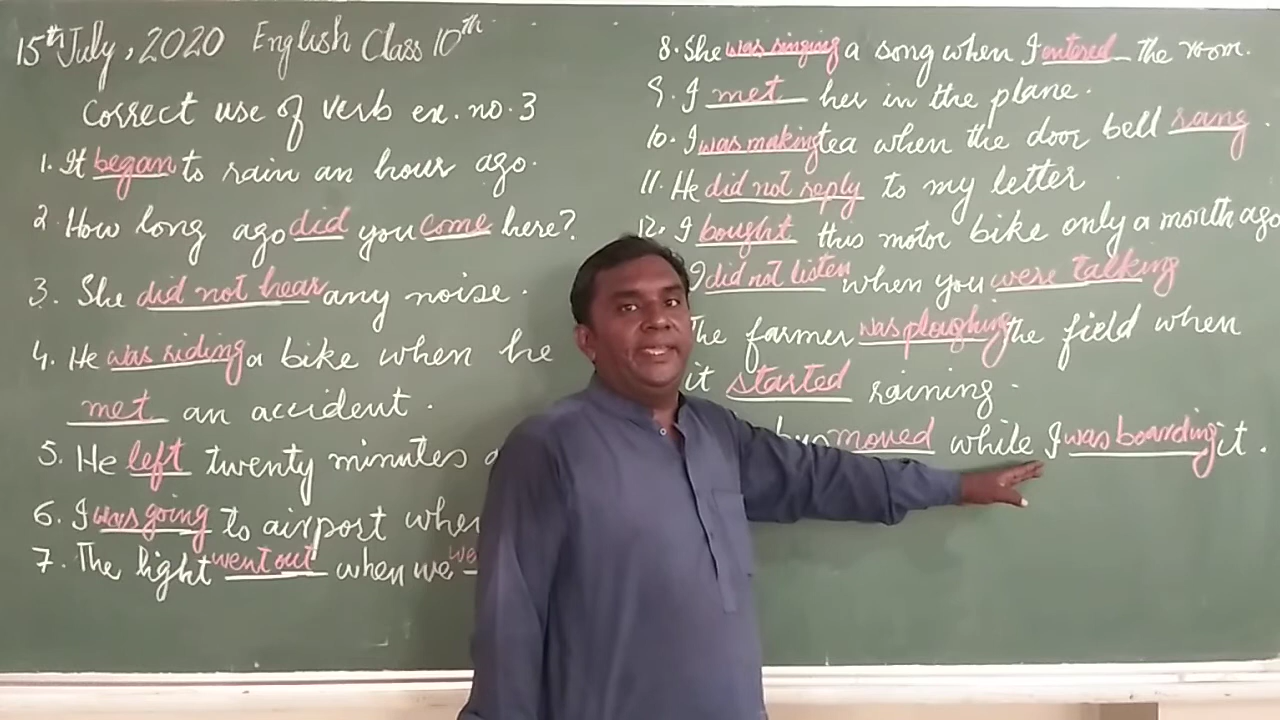 15th July, 2020 English Class 10th
Correct use of verb ex. no. 3
1. It began to rain an hour ago.
2. How long ago did you come here?
3. She did not hear any noise.
4. He was riding a bike when he
met an accident.
5. He left twenty minutes
6. I was going to airport when
7. The light went out when we
8. She was singing a song when I entered the room.
9. I met her in the plane.
10. I was making tea when the door bell rang.
11. He did not reply to my letter.
12. I bought this motor bike only a month ago
I did not listen when you were talking
The farmer was ploughing the field when
it started raining.
moved while I was boarding it.